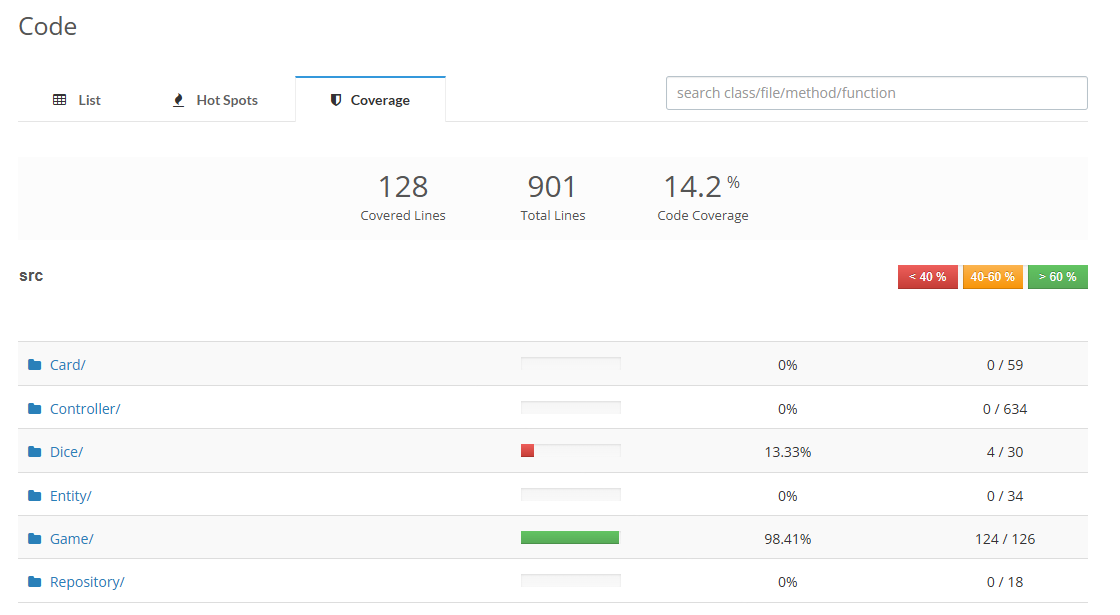 Code
List Hot Spots Coverage search class/file/method/function
128 901 14.2 %
Covered Lines Total Lines Code Coverage
src < 40 % 40-60 % > 60 %
Card/ 0% 0 / 59
Controller/ 0% 0 / 634
Dice/ 13.33% 4 / 30
Entity/ 0% 0 / 34
Game/ 98.41% 124 / 126
Repository/ 0% 0 / 18